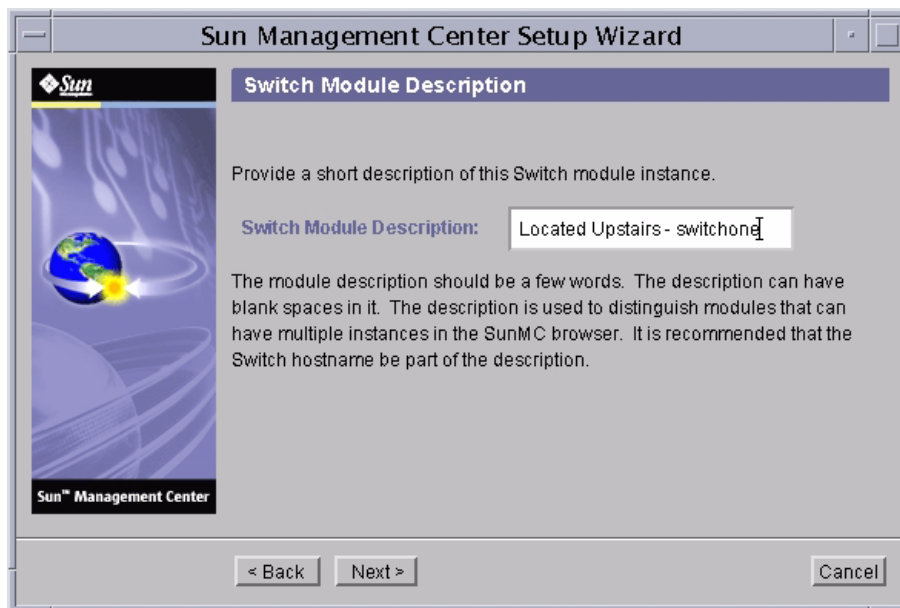 Sun Management Center Setup Wizard
Sun
Switch Module Description
Provide a short description of this Switch module instance.
Switch Module Description: Located Upstairs - switchone
The module description should be a few words. The description can have
blank spaces in it. The description is used to distinguish modules that can
have multiple instances in the SunMC browser. It is recommended that the
Switch hostname be part of the description.
Sun™ Management Center
< Back Next > Cancel